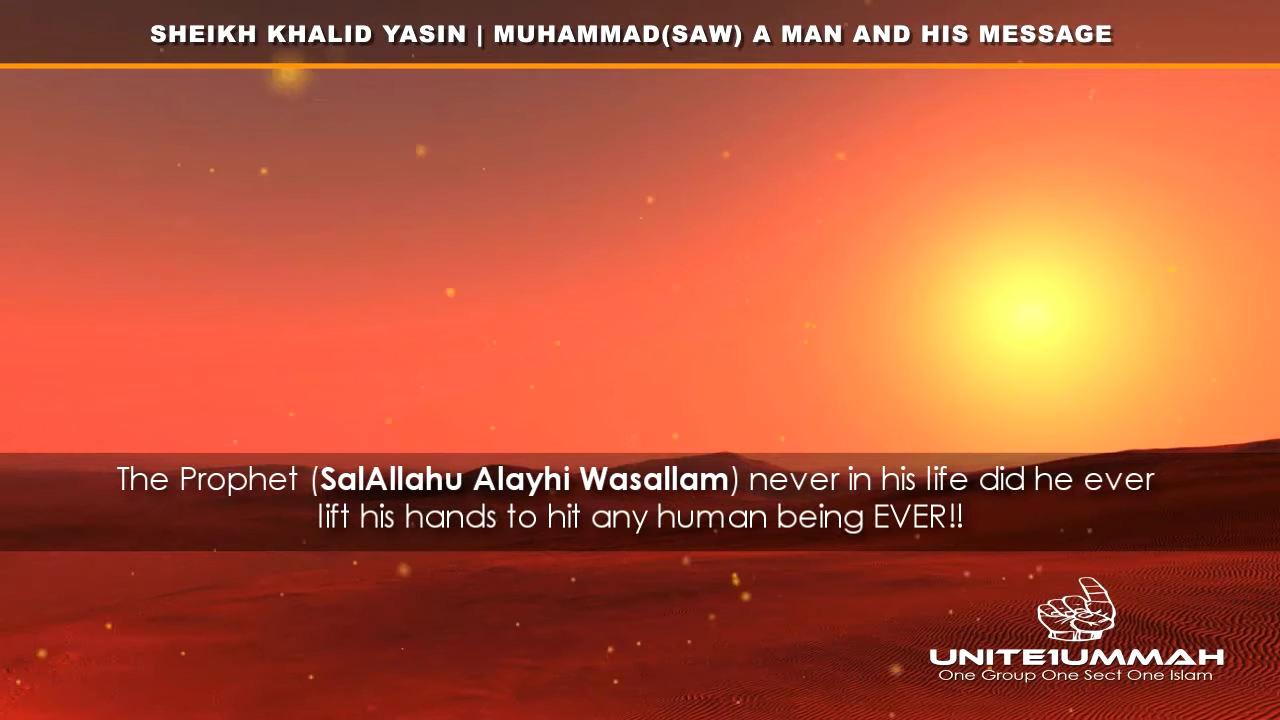 SHEIKH KHALID YASIN | MUHAMMAD(SAW) A MAN AND HIS MESSAGE
The Prophet (SalAllahu Alayhi Wasallam) never in his life did he ever
lift his hands to hit any human being EVER!!
UNITE1UMMAH
One Group One Sect One Islam